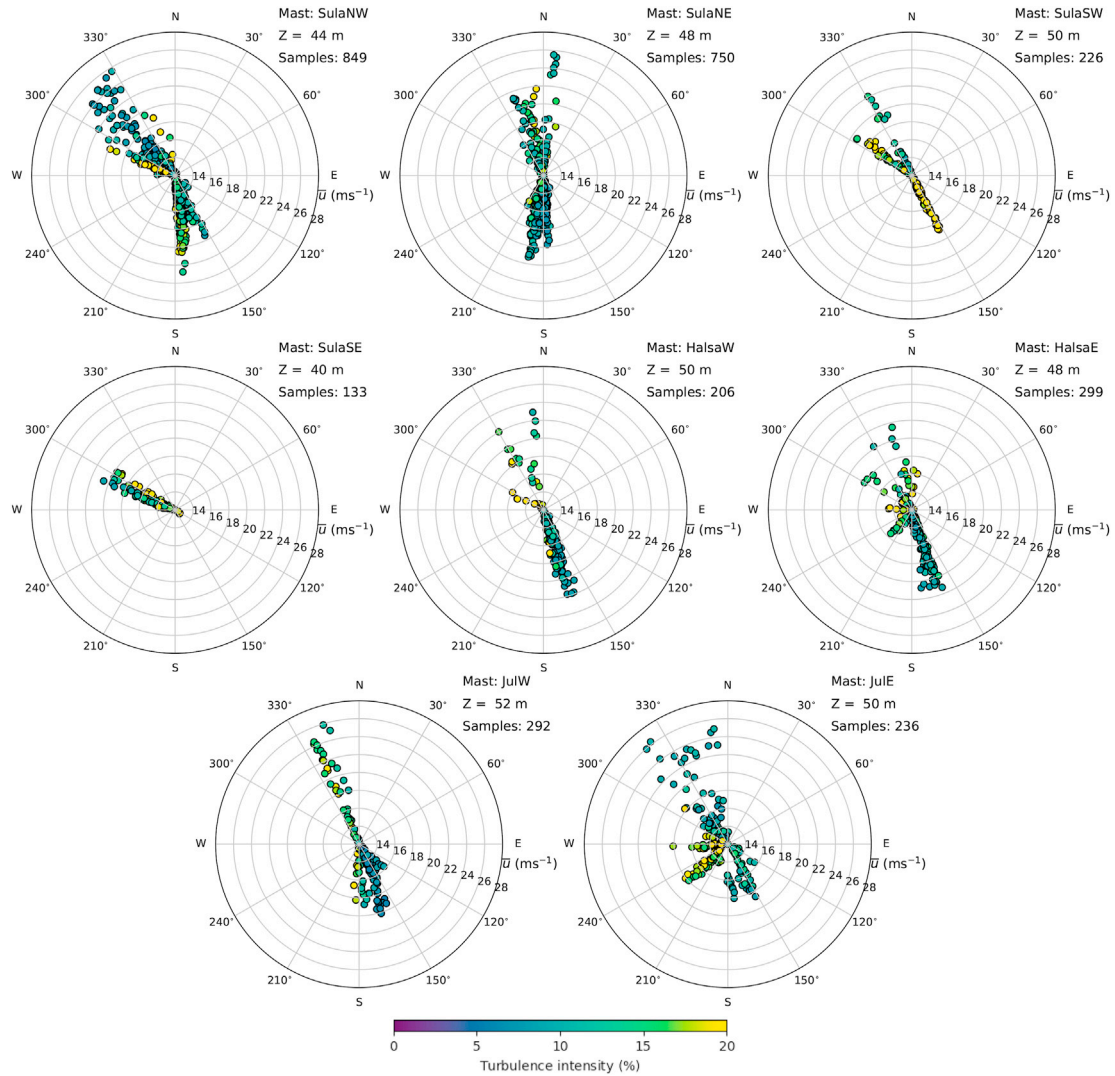 Mast: SulaNW
Z = 44 m
Samples: 849
N
30°
60°
E
120°
150°
S
210°
240°
W
300°
330°
14 16 18 20 22 24 26 28
u̅ (ms⁻¹)
Mast: SulaNE
Z = 48 m
Samples: 750
N
30°
60°
E
120°
150°
S
210°
240°
W
300°
330°
14 16 18 20 22 24 26 28
u̅ (ms⁻¹)
Mast: SulaSW
Z = 50 m
Samples: 226
N
30°
60°
E
120°
150°
S
210°
240°
W
300°
330°
14 16 18 20 22 24 26 28
u̅ (ms⁻¹)
Mast: SulaSE
Z = 40 m
Samples: 133
N
30°
60°
E
120°
150°
S
210°
240°
W
300°
330°
14 16 18 20 22 24 26 28
u̅ (ms⁻¹)
Mast: HalsaW
Z = 50 m
Samples: 206
N
30°
60°
E
120°
150°
S
210°
240°
W
300°
330°
14 16 18 20 22 24 26 28
u̅ (ms⁻¹)
Mast: HalsaE
Z = 48 m
Samples: 299
N
30°
60°
E
120°
150°
S
210°
240°
W
300°
330°
14 16 18 20 22 24 26 28
u̅ (ms⁻¹)
Mast: JulW
Z = 52 m
Samples: 292
N
30°
60°
E
120°
150°
S
210°
240°
W
300°
330°
14 16 18 20 22 24 26 28
u̅ (ms⁻¹)
Mast: JulE
Z = 50 m
Samples: 236
N
30°
60°
E
120°
150°
S
210°
240°
W
300°
330°
14 16 18 20 22 24 26 28
u̅ (ms⁻¹)
0 5 10 15 20
Turbulence intensity (%)